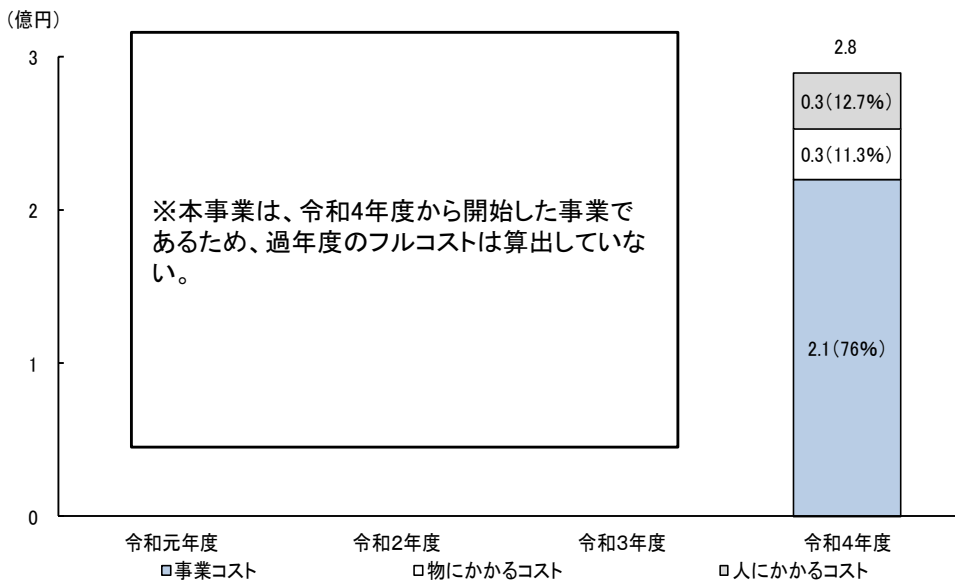 (億円)
3
2.8
0.3(12.7%)
0.3(11.3%)
2
※本事業は、令和4年度から開始した事業で
あるため、過年度のフルコストは算出していな
い。
1
2.1(76%)
0
令和元年度 令和2年度 令和3年度 令和4年度
事業コスト 物にかかるコスト 人にかかるコスト